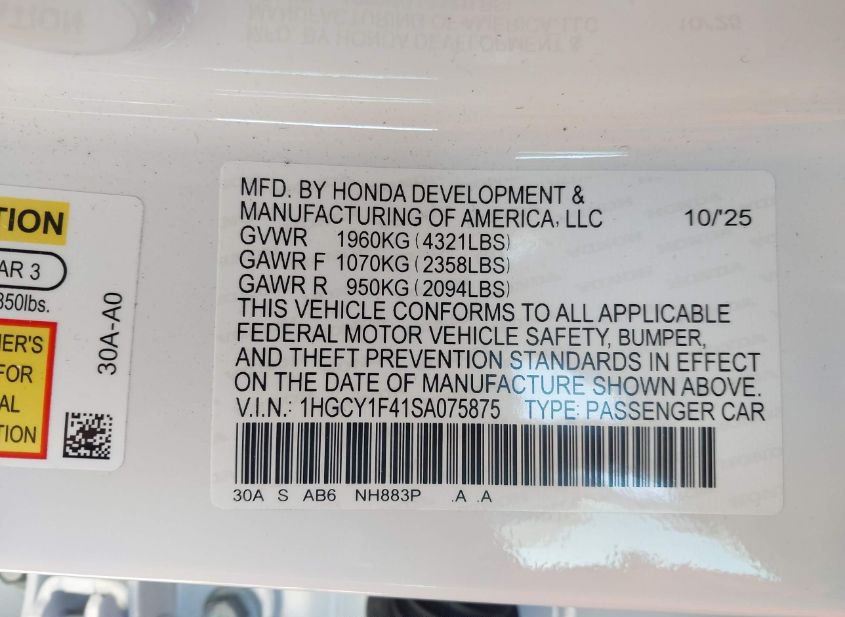 MFD. BY HONDA DEVELOPMENT &
MANUFACTURING OF AMERICA, LLC 10/'25
GVWR 1960KG (4321LBS)
GAWR F 1070KG (2358LBS)
GAWR R 950KG (2094LBS)
THIS VEHICLE CONFORMS TO ALL APPLICABLE
FEDERAL MOTOR VEHICLE SAFETY, BUMPER,
AND THEFT PREVENTION STANDARDS IN EFFECT
ON THE DATE OF MANUFACTURE SHOWN ABOVE.
V.I.N.: 1HGCY1F41SA075875 TYPE: PASSENGER CAR
30A S AB6 NH883P .A .A
TION
AR 3
350lbs.
IER'S
FOR
AL
TION
30A-A0